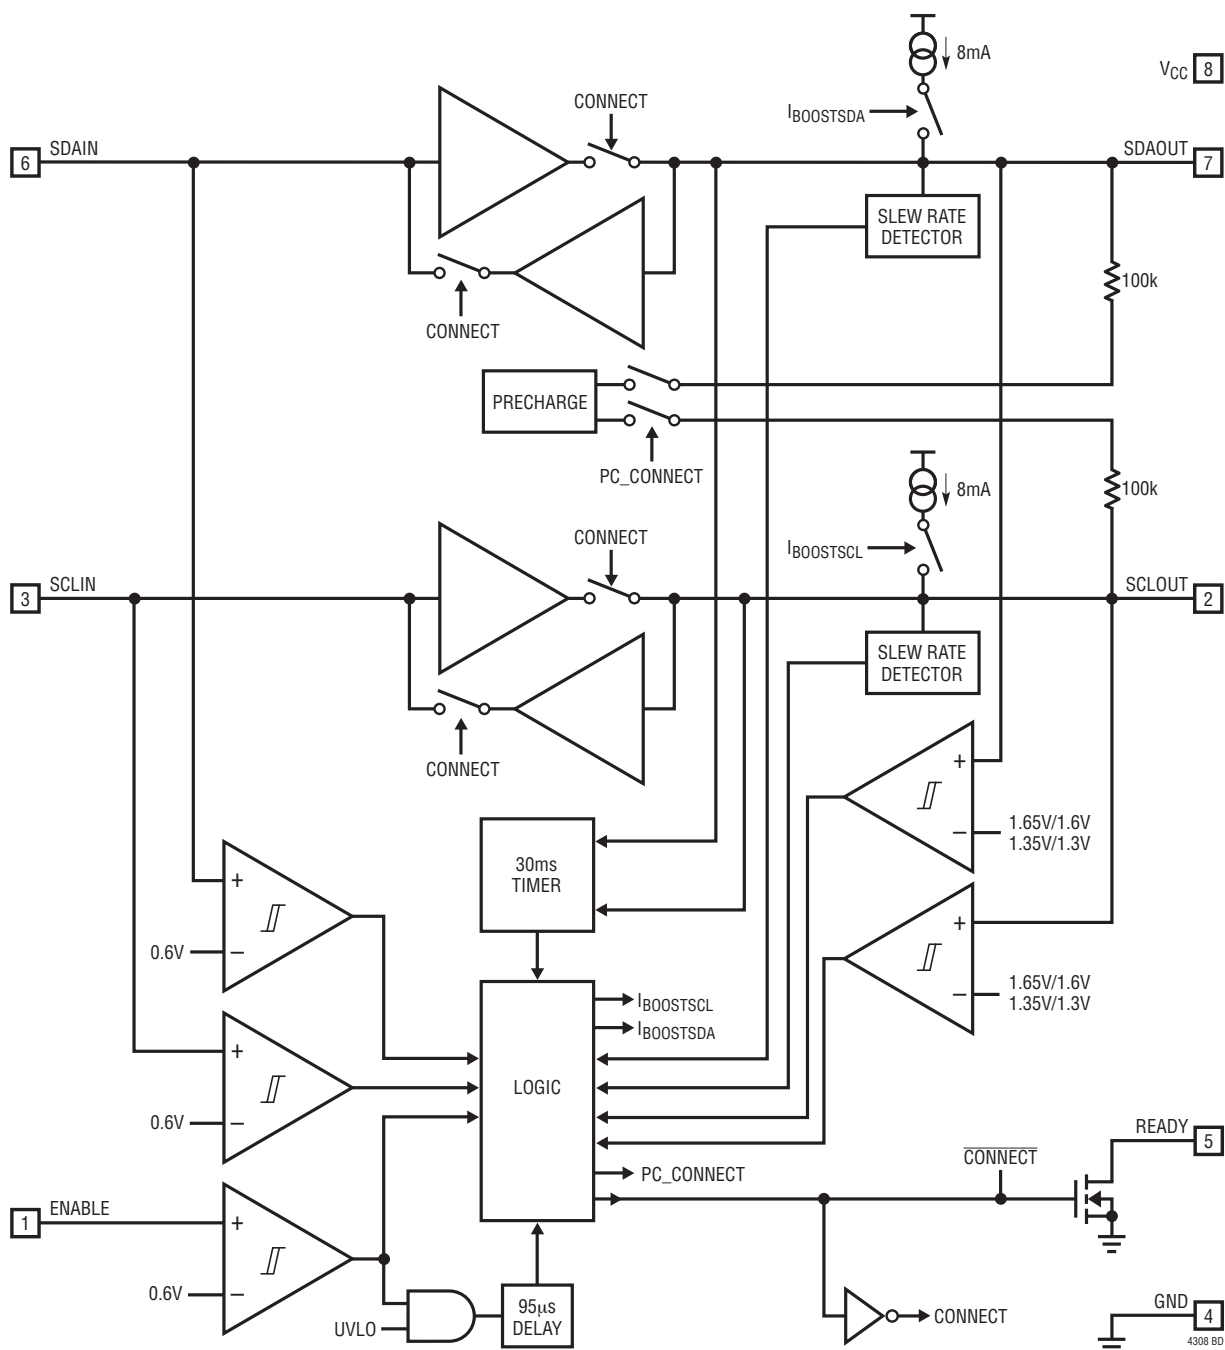 8mA
VCC 8
CONNECT
IBOOSTSDA
6 SDAIN
SDAOUT 7
SLEW RATE
DETECTOR
100k
CONNECT
PRECHARGE
PC_CONNECT
8mA
100k
CONNECT
IBOOSTSCL
3 SCLIN
SCLOUT 2
SLEW RATE
DETECTOR
CONNECT
+
–
1.65V/1.6V
1.35V/1.3V
30ms
TIMER
+
0.6V –
+
–
1.65V/1.6V
1.35V/1.3V
IBOOSTSCL
IBOOSTSDA
+
0.6V –
LOGIC
PC_CONNECT
CONNECT
READY 5
1 ENABLE
+
0.6V –
UVLO
95µs
DELAY
CONNECT
GND 4
4308 BD